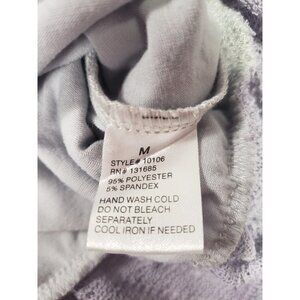 M
STYLE# 10106
RN# 131685
95% POLYESTER
5% SPANDEX
HAND WASH COLD
DO NOT BLEACH
SEPARATELY
COOL IRON IF NEEDED